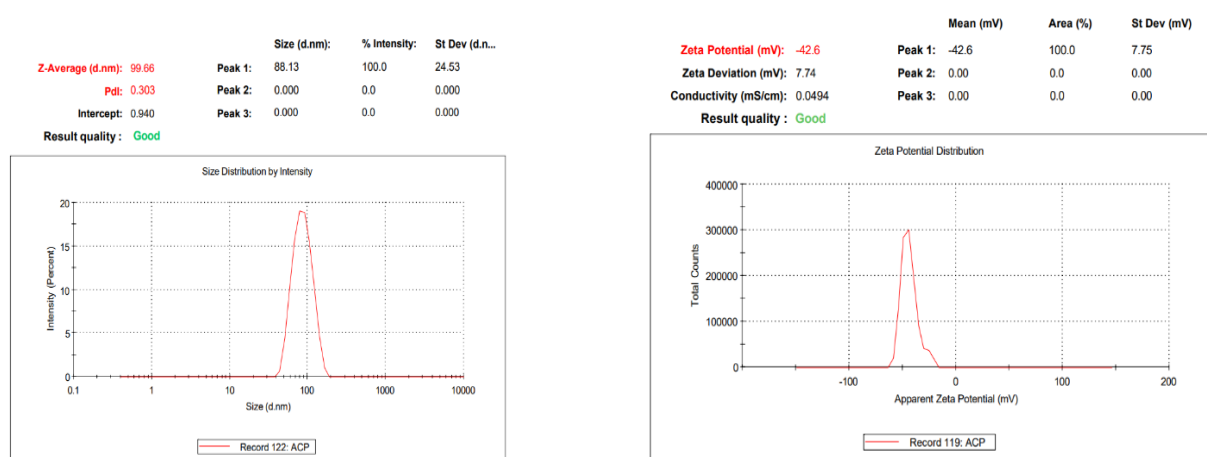 Size (d.nm): % Intensity: St Dev (d.n...
Z-Average (d.nm): 99.66 Peak 1: 88.13 100.0 24.53
PdI: 0.303 Peak 2: 0.000 0.0 0.000
Intercept: 0.940 Peak 3: 0.000 0.0 0.000
Result quality : Good
Size Distribution by Intensity
Intensity (Percent)
20
15
10
5
0
0.1 1 10 100 1000 10000
Size (d.nm)
Record 122: ACP
Mean (mV) Area (%) St Dev (mV)
Zeta Potential (mV): -42.6 Peak 1: -42.6 100.0 7.75
Zeta Deviation (mV): 7.74 Peak 2: 0.00 0.0 0.00
Conductivity (mS/cm): 0.0494 Peak 3: 0.00 0.0 0.00
Result quality : Good
Zeta Potential Distribution
Total Counts
400000
300000
200000
100000
0
-100 0 100 200
Apparent Zeta Potential (mV)
Record 119: ACP